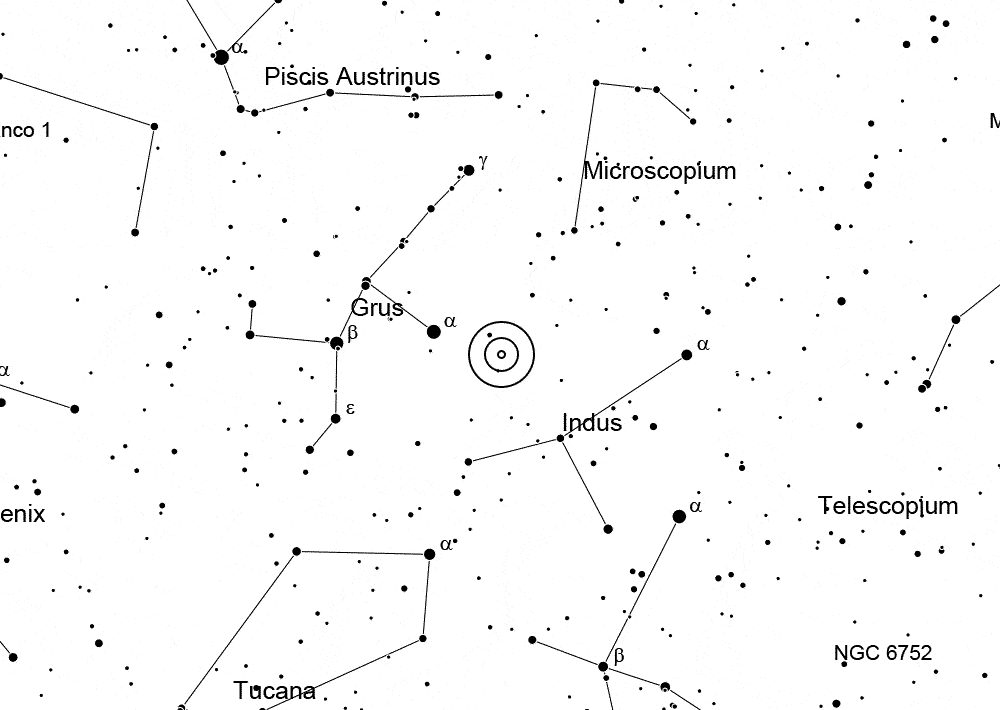 α
Piscis Austrinus
nco 1
M
γ
Microscopium
Grus
α
β
α
α
ε
Indus
α
Telescopium
enix
α
β
NGC 6752
Tucana